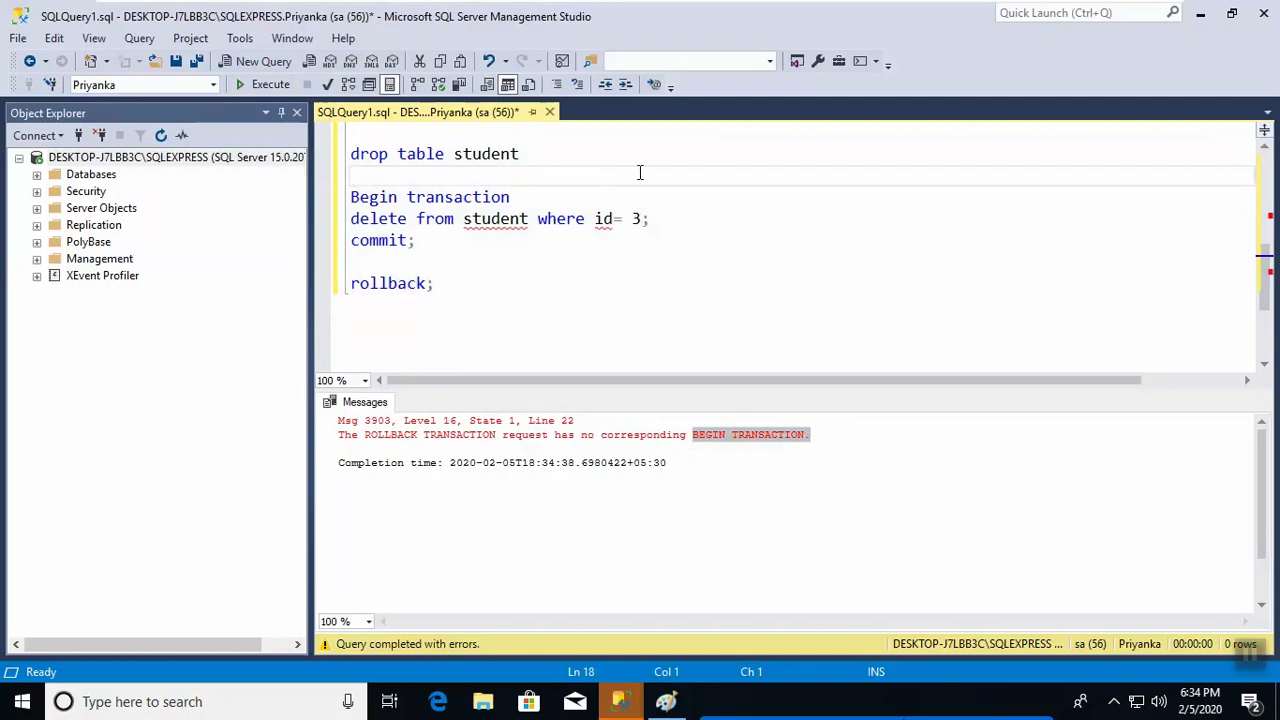 SQLQuery1.sql - DESKTOP-J7LBB3C\SQLEXPRESS.Priyanka (sa (56))* - Microsoft SQL Server Management Studio
Quick Launch (Ctrl+Q)
File Edit View Query Project Tools Window Help
New Query
Priyanka
Execute
Object Explorer
SQLQuery1.sql - DES....Priyanka (sa (56))*
Connect
DESKTOP-J7LBB3C\SQLEXPRESS (SQL Server 15.0.20
Databases
Security
Server Objects
Replication
PolyBase
Management
XEvent Profiler
drop table student
Begin transaction
delete from student where id= 3;
commit;
rollback;
100 %
Messages
Msg 3903, Level 16, State 1, Line 22
The ROLLBACK TRANSACTION request has no corresponding BEGIN TRANSACTION.
Completion time: 2020-02-05T18:34:38.6980422+05:30
100 %
Query completed with errors.
DESKTOP-J7LBB3C\SQLEXPRESS ... sa (56) Priyanka 00:00:00 0 rows
Ready
Ln 18 Col 1 Ch 1 INS
Type here to search
6:34 PM
2/5/2020
2